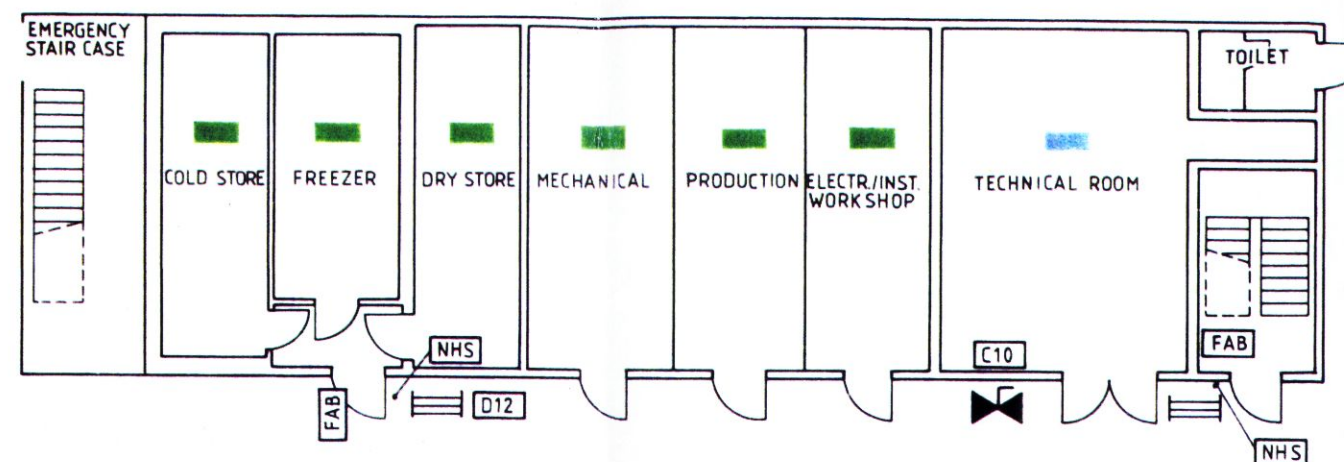 EMERGENCY
STAIR CASE
TOILET
COLD STORE
FREEZER
DRY STORE
MECHANICAL
PRODUCTION
ELECTR./INST.
WORKSHOP
TECHNICAL ROOM
NHS
C10
FAB
FAB
D12
NHS